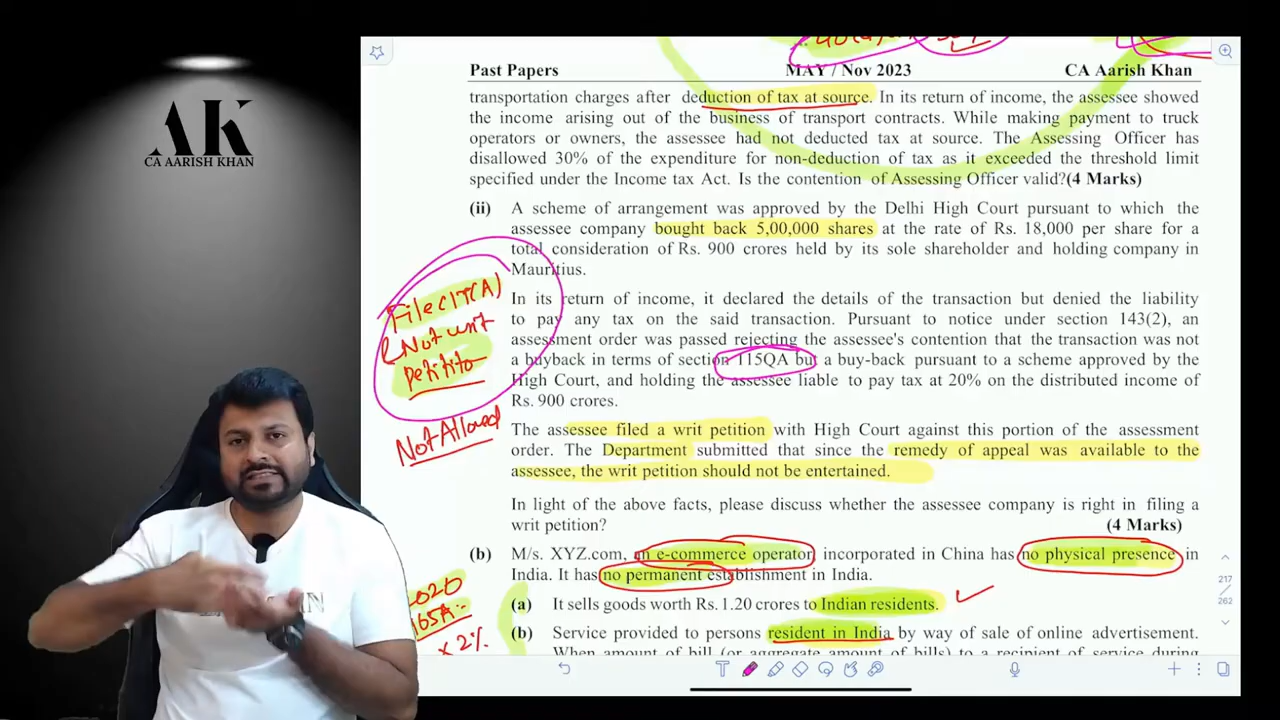 AK
CA AARISH KHAN
Past Papers MAY / Nov 2023 CA Aarish Khan
transportation charges after deduction of tax at source. In its return of income, the assessee showed
the income arising out of the business of transport contracts. While making payment to truck
operators or owners, the assessee had not deducted tax at source. The Assessing Officer has
disallowed 30% of the expenditure for non-deduction of tax as it exceeded the threshold limit
specified under the Income tax Act. Is the contention of Assessing Officer valid?(4 Marks)
(ii) A scheme of arrangement was approved by the Delhi High Court pursuant to which the
assessee company bought back 5,00,000 shares at the rate of Rs. 18,000 per share for a
total consideration of Rs. 900 crores held by its sole shareholder and holding company in
Mauritius.
File CIT(A)
Not writ
petitito
Not Allowed
In its return of income, it declared the details of the transaction but denied the liability
to pay any tax on the said transaction. Pursuant to notice under section 143(2), an
assessment order was passed rejecting the assessee's contention that the transaction was not
a buyback in terms of section 115QA but a buy-back pursuant to a scheme approved by the
High Court, and holding the assessee liable to pay tax at 20% on the distributed income of
Rs. 900 crores.
The assessee filed a writ petition with High Court against this portion of the assessment
order. The Department submitted that since the remedy of appeal was available to the
assessee, the writ petition should not be entertained.
In light of the above facts, please discuss whether the assessee company is right in filing a
writ petition? (4 Marks)
(b) M/s. XYZ.com, an e-commerce operator incorporated in China has no physical presence in
India. It has no permanent establishment in India.
(a) It sells goods worth Rs. 1.20 crores to Indian residents.
(b) Service provided to persons resident in India by way of sale of online advertisement.
When amount of bill (or aggregate amount of bills) to a recipient of service during
2020
165A:-
x 2%
217
262